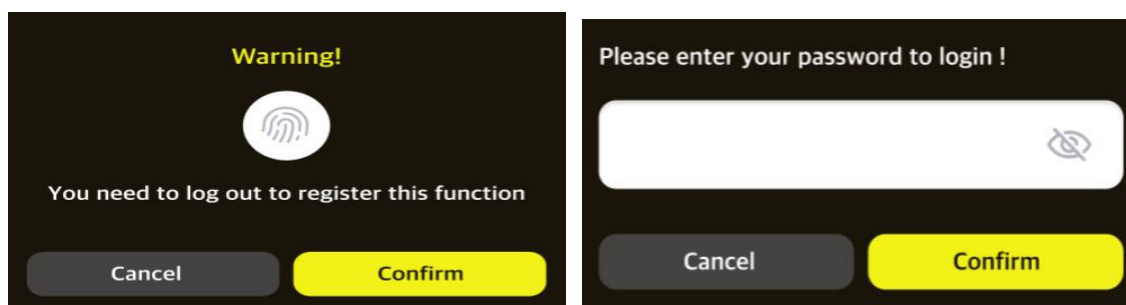 Warning!
You need to log out to register this function
Cancel
Confirm
Please enter your password to login !
Cancel
Confirm